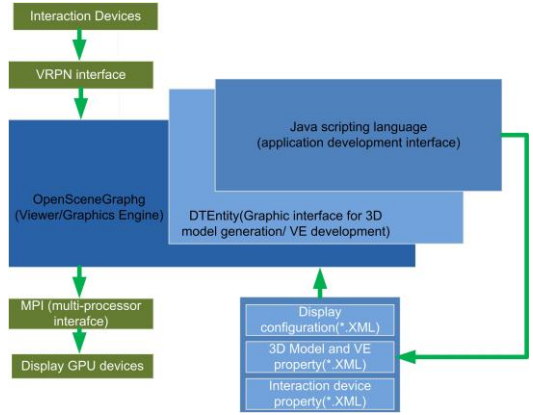 Interaction Devices
VRPN interface
Java scripting language
(application development interface)
OpenSceneGraphg
(Viewer/Graphics Engine)
DTEntity(Graphic interface for 3D
model generation/ VE development)
MPI (multi-processor
interafce)
Display GPU devices
Display
configuration(*.XML)
3D Model and VE
property(*.XML)
Interaction device
property(*.XML)